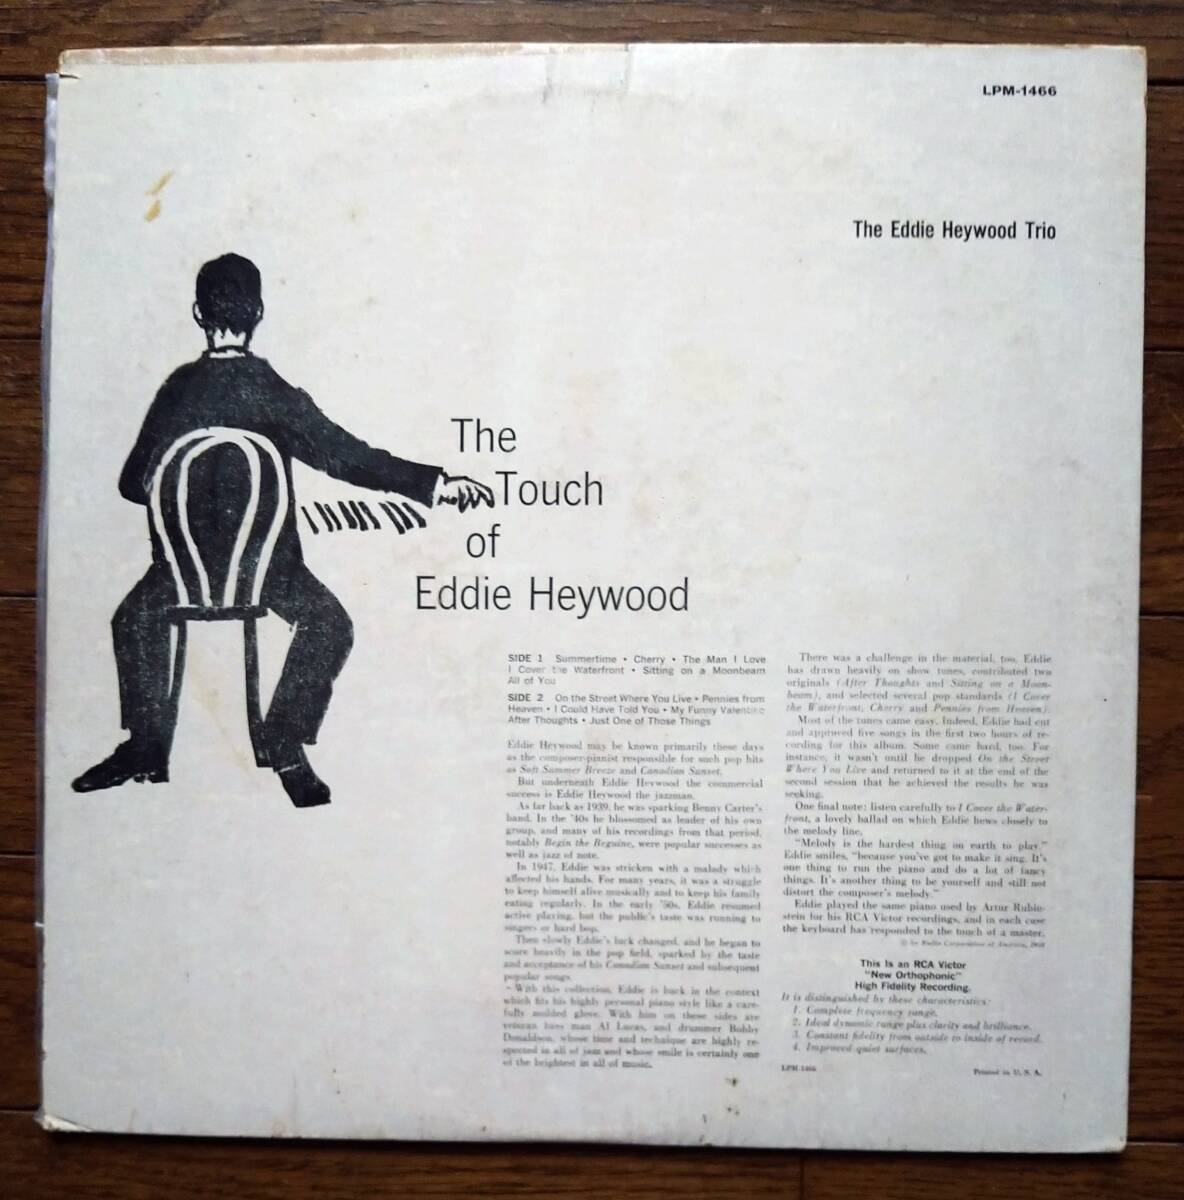 LPM-1466
The Eddie Heywood Trio
The
Touch
of
Eddie Heywood
SIDE 1 Summertime • Cherry • The Man I Love
I Cover the Waterfront • Sitting on a Moonbeam
All of You
SIDE 2 On the Street Where You Live • Pennies from
Heaven • I Could Have Told You • My Funny Valentine
After Thoughts • Just One of Those Things
Eddie Heywood may be known primarily these days
as the composer-pianist responsible for such pop hits
as Soft Summer Breeze and Canadian Sunset.
But underneath Eddie Heywood the commercial
success is Eddie Heywood the jazzman.
As far back as 1939, he was sparking Benny Carter's
band. In the '40s he blossomed as leader of his own
group, and many of his recordings from that period,
notably Begin the Beguine, were popular successes as
well as jazz of note.
In 1947, Eddie was stricken with a malady which
affected his hands. For many years, it was a struggle
to keep himself alive musically and to keep his family
eating regularly. In the early '50s, Eddie resumed
active playing, but the public's taste was running to
singers or hard bop.
Then slowly Eddie's luck changed, and he began to
score heavily in the pop field, sparked by the taste
and acceptance of his Canadian Sunset and subsequent
popular songs.
With this collection, Eddie is back in the context
which fits his highly personal piano style like a care-
fully molded glove. With him on these sides are
veteran bass man Al Lucas, and drummer Bobby
Donaldson, whose time and technique are highly re-
spected in all of jazz and whose smile is certainly one
of the brightest in all of music.
There was a challenge in the material, too. Eddie
has drawn heavily on show tunes, contributed two
originals (After Thoughts and Sitting on a Moon-
beam), and selected several pop standards (I Cover
the Waterfront, Cherry and Pennies from Heaven).
Most of the tunes came easy. Indeed, Eddie had cut
and approved five songs in the first two hours of re-
cording for this album. Some came hard, too. For
instance, it wasn't until he dropped On the Street
Where You Live and returned to it at the end of the
second session that he achieved the results he was
seeking.
One final note: listen carefully to I Cover the Water-
front, a lovely ballad on which Eddie hews closely to
the melody line.
"Melody is the hardest thing on earth to play,"
Eddie smiles, "because you've got to make it sing. It's
one thing to run the piano and do a lot of fancy
things. It's another thing to be yourself and still not
distort the composer's melody."
Eddie played the same piano used by Artur Rubin-
stein for his RCA Victor recordings, and in each case
the keyboard has responded to the touch of a master.
© by Radio Corporation of America,
This Is an RCA Victor
"New Orthophonic"
High Fidelity Recording.
It is distinguished by these characteristics:
1. Complete frequency range.
2. Ideal dynamic range plus clarity and brilliance.
3. Constant fidelity from outside to inside of record.
4. Improved quiet surfaces.
LPM-1466
Printed in U. S. A.